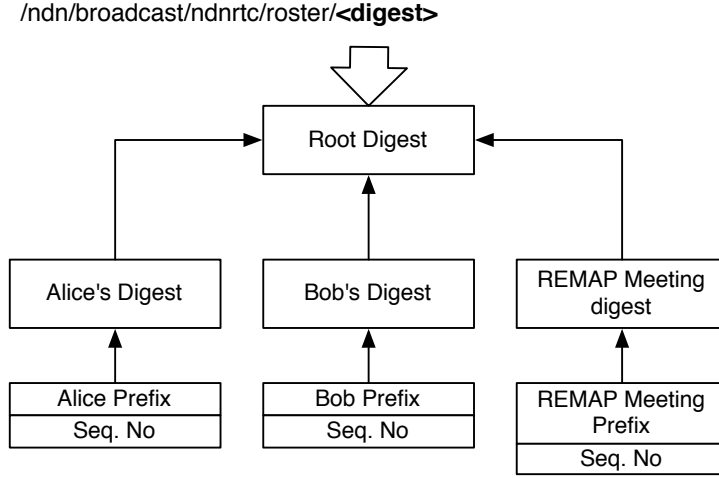 /ndn/broadcast/ndnrtc/roster/<digest>
Root Digest
Alice's Digest
Bob's Digest
REMAP Meeting
digest
Alice Prefix
Seq. No
Bob Prefix
Seq. No
REMAP Meeting
Prefix
Seq. No